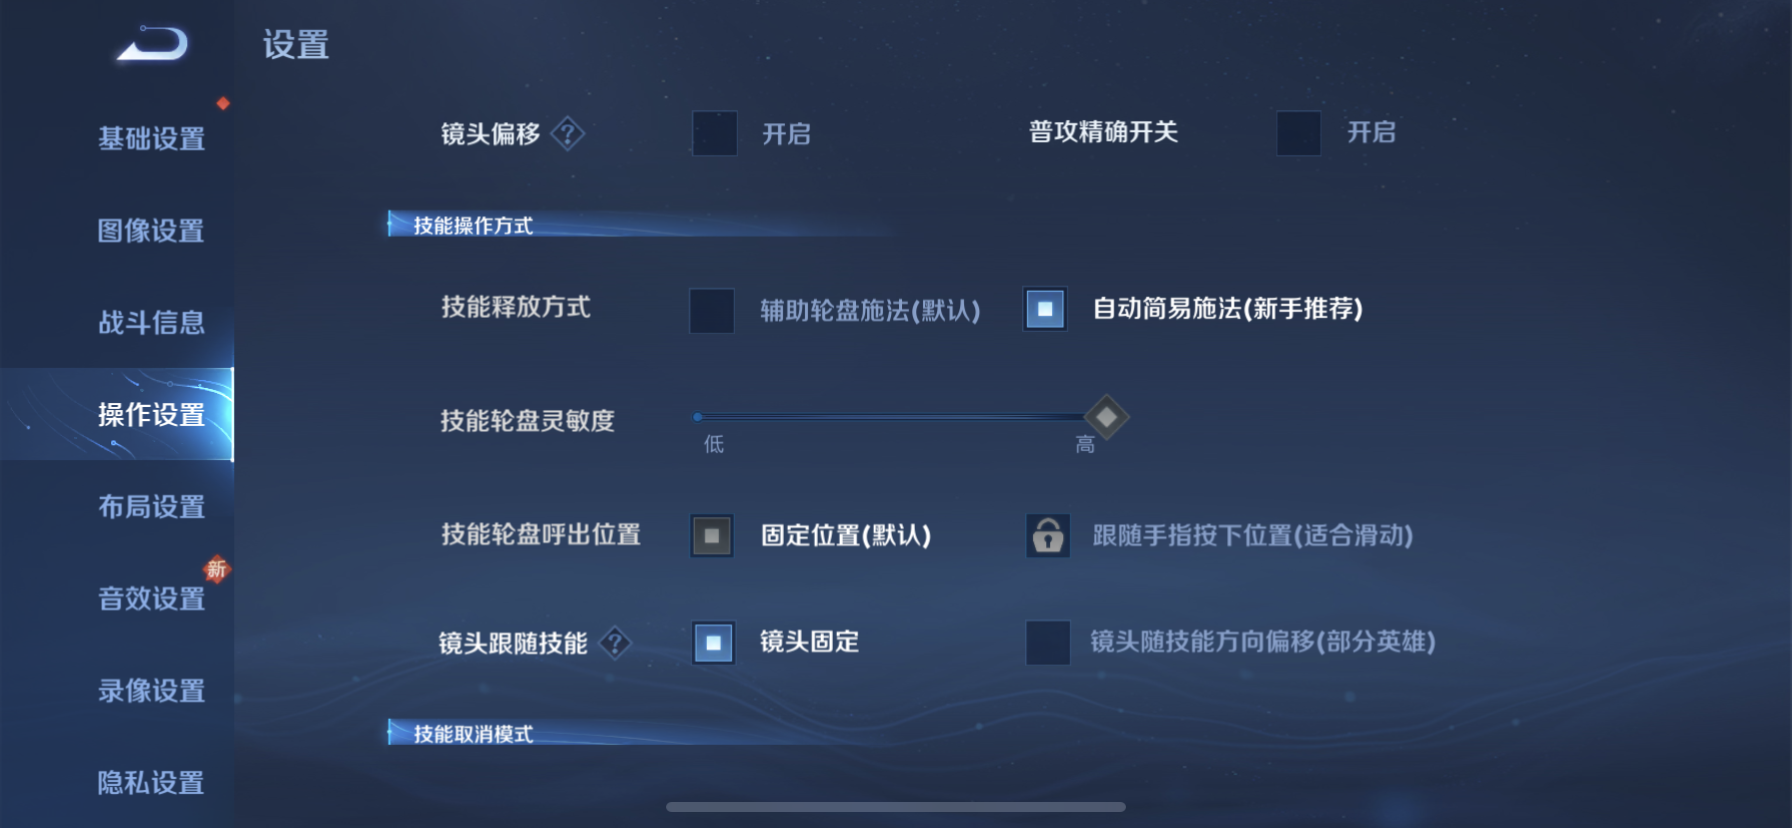 设置
基础设置
图像设置
战斗信息
操作设置
布局设置
新
音效设置
录像设置
隐私设置
镜头偏移 ? 开启 普攻精确开关 开启
技能操作方式
技能释放方式 辅助轮盘施法(默认) 自动简易施法(新手推荐)
技能轮盘灵敏度 低 高
技能轮盘呼出位置 固定位置(默认) 跟随手指按下位置(适合滑动)
镜头跟随技能 ? 镜头固定 镜头随技能方向偏移(部分英雄)
技能取消模式